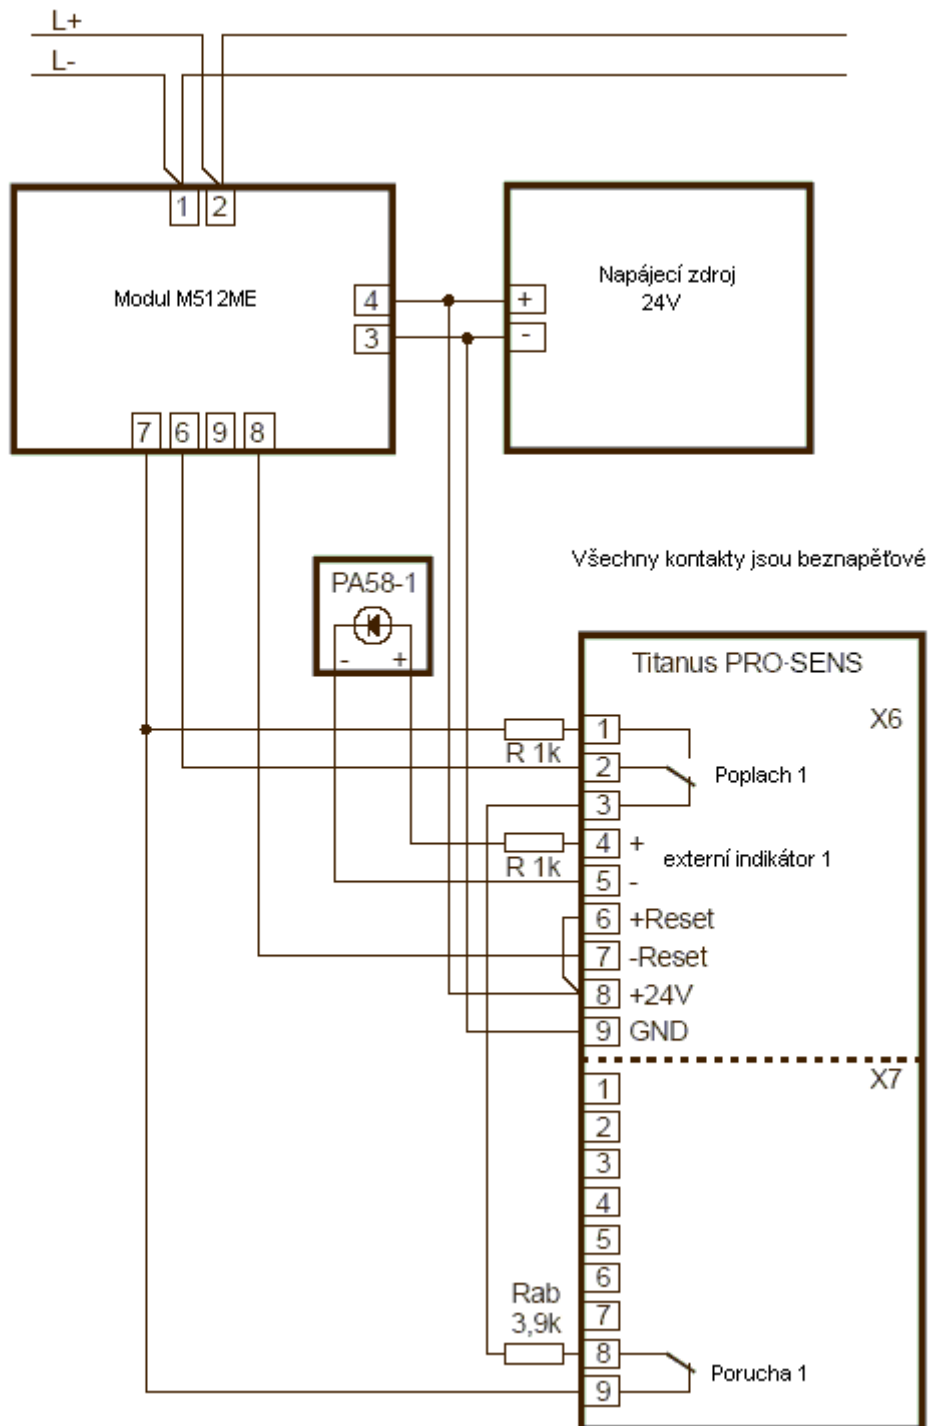 L+
L-
1 2
Modul M512ME
4
3
7 6 9 8
Napájecí zdroj
24V
+
-
PA58-1
- +
Všechny kontakty jsou beznapěťové
Titanus PRO-SENS
X6
R 1k
1
2
Poplach 1
3
R 1k
4 +
externí indikátor 1
5 -
6 +Reset
7 -Reset
8 +24V
9 GND
X7
1
2
3
4
5
6
7
Rab
3,9k
8
Porucha 1
9